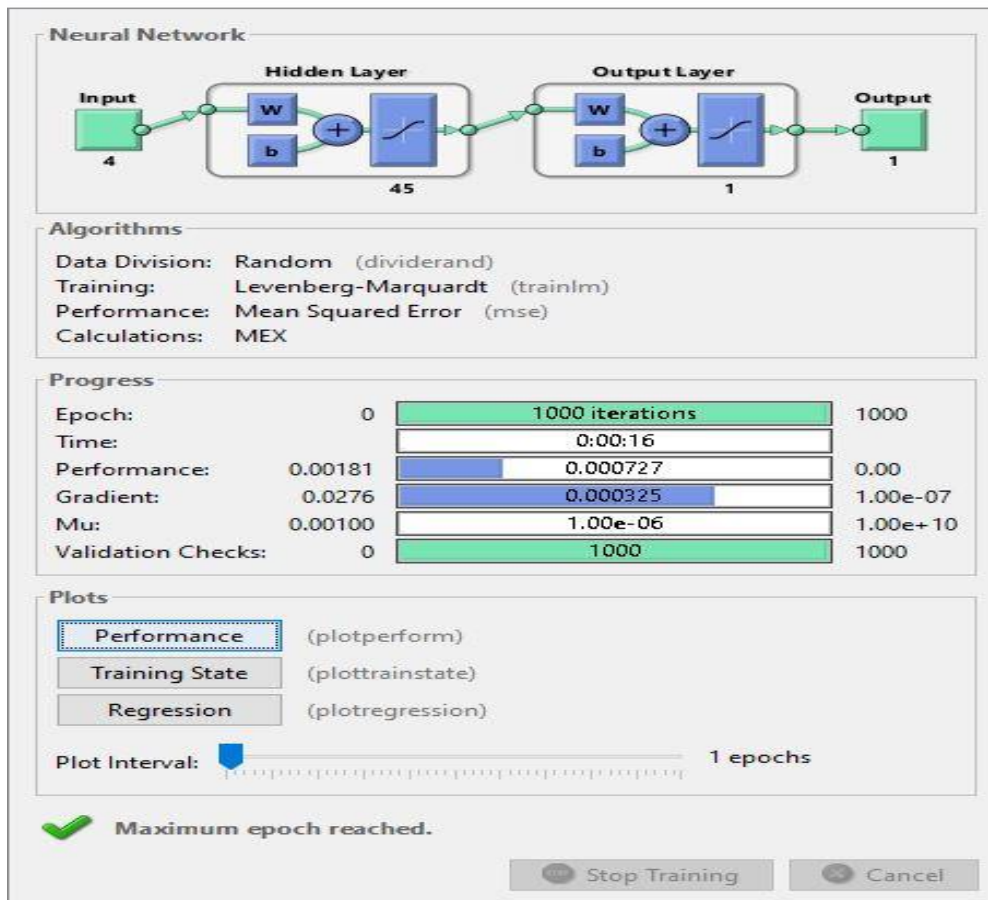 Neural Network
Hidden Layer Output Layer
Input Output
W W
+ +
b b
4 1
45 1
Algorithms
Data Division: Random (dividerand)
Training: Levenberg-Marquardt (trainlm)
Performance: Mean Squared Error (mse)
Calculations: MEX
Progress
Epoch: 0 1000 iterations 1000
Time: 0:00:16
Performance: 0.00181 0.000727 0.00
Gradient: 0.0276 0.000325 1.00e-07
Mu: 0.00100 1.00e-06 1.00e+10
Validation Checks: 0 1000 1000
Plots
Performance (plotperform)
Training State (plottrainstate)
Regression (plotregression)
Plot Interval: 1 epochs
Maximum epoch reached.
Stop Training Cancel